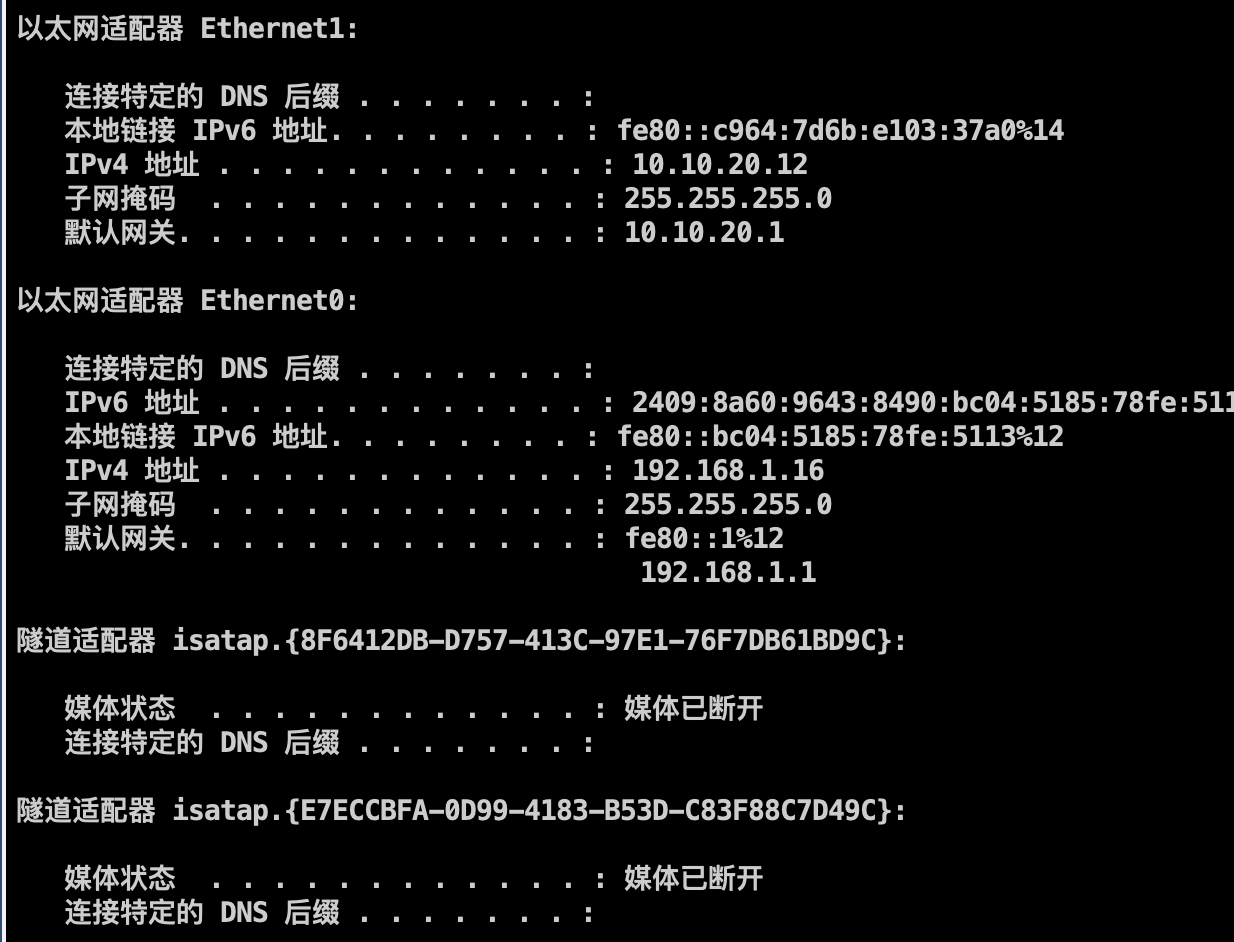 以太网适配器 Ethernet1:
连接特定的 DNS 后缀 . . . . . . . :
本地链接 IPv6 地址. . . . . . . . : fe80::c964:7d6b:e103:37a0%14
IPv4 地址 . . . . . . . . . . . . : 10.10.20.12
子网掩码  . . . . . . . . . . . . : 255.255.255.0
默认网关. . . . . . . . . . . . . : 10.10.20.1
以太网适配器 Ethernet0:
连接特定的 DNS 后缀 . . . . . . . :
IPv6 地址 . . . . . . . . . . . . : 2409:8a60:9643:8490:bc04:5185:78fe:511
本地链接 IPv6 地址. . . . . . . . : fe80::bc04:5185:78fe:5113%12
IPv4 地址 . . . . . . . . . . . . : 192.168.1.16
子网掩码  . . . . . . . . . . . . : 255.255.255.0
默认网关. . . . . . . . . . . . . : fe80::1%12
192.168.1.1
隧道适配器 isatap.{8F6412DB-D757-413C-97E1-76F7DB61BD9C}:
媒体状态  . . . . . . . . . . . . : 媒体已断开
连接特定的 DNS 后缀 . . . . . . . :
隧道适配器 isatap.{E7ECCBFA-0D99-4183-B53D-C83F88C7D49C}:
媒体状态  . . . . . . . . . . . . : 媒体已断开
连接特定的 DNS 后缀 . . . . . . . :